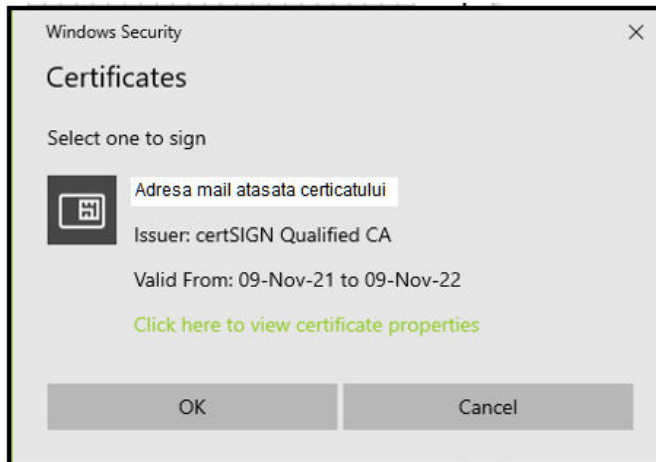 Windows Security
Certificates
Select one to sign
Adresa mail atasata certicatului
Issuer: certSIGN Qualified CA
Valid From: 09-Nov-21 to 09-Nov-22
Click here to view certificate properties
OK
Cancel